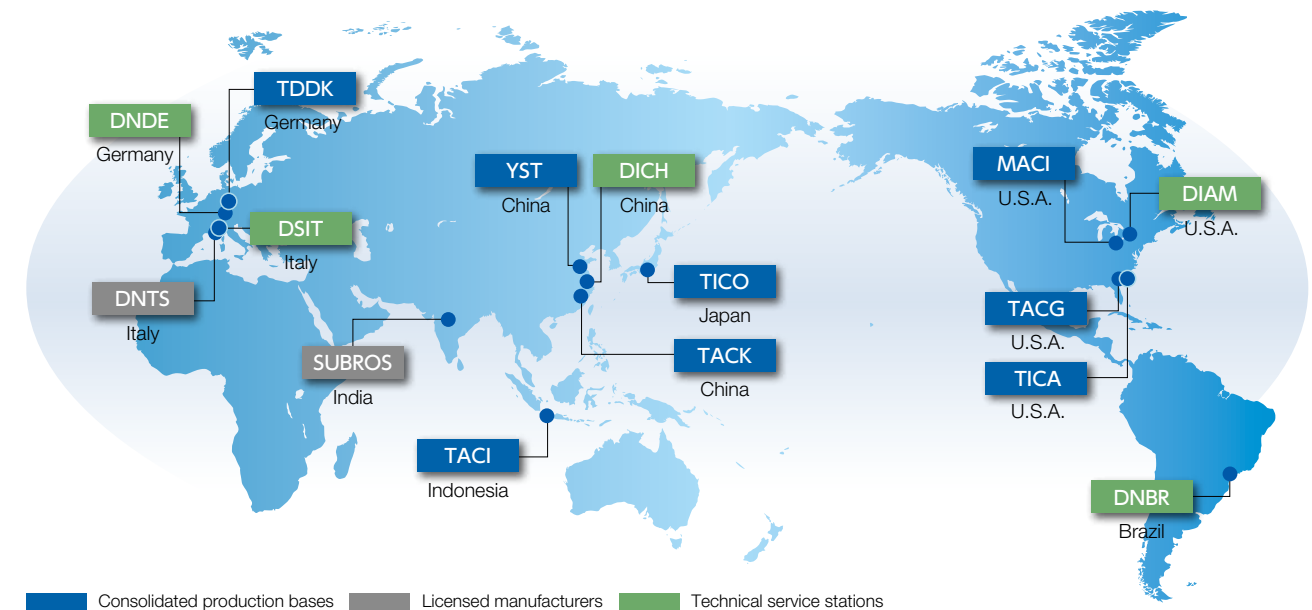 TDDK
Germany
DNDE
Germany
DSIT
Italy
DNTS
Italy
SUBROS
India
YST
China
DICH
China
TICO
Japan
TACK
China
TACI
Indonesia
MACI
U.S.A.
DIAM
U.S.A.
TACG
U.S.A.
TICA
U.S.A.
DNBR
Brazil
Consolidated production bases Licensed manufacturers Technical service stations